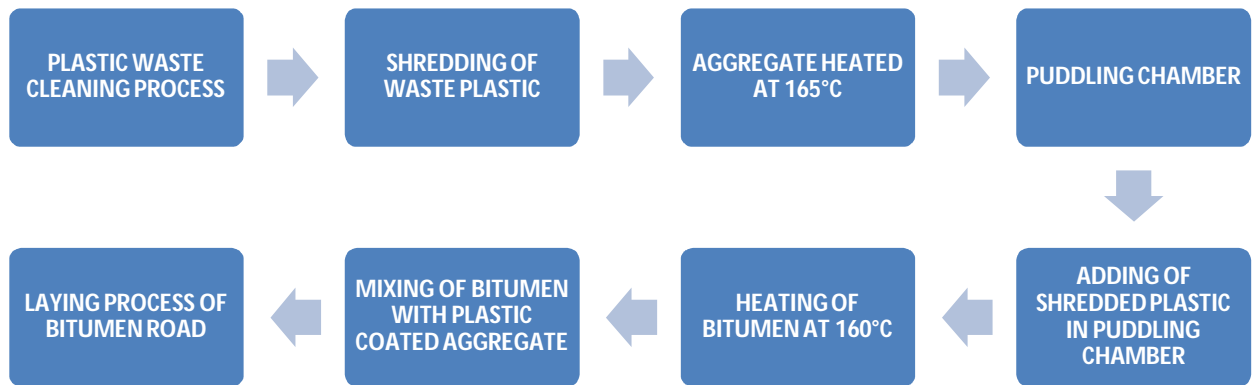 PLASTIC WASTE
CLEANING PROCESS
SHREDDING OF
WASTE PLASTIC
AGGREGATE HEATED
AT 165°C
PUDDLING CHAMBER
ADDING OF
SHREDDED PLASTIC
IN PUDDLING
CHAMBER
HEATING OF
BITUMEN AT 160°C
MIXING OF BITUMEN
WITH PLASTIC
COATED AGGREGATE
LAYING PROCESS OF
BITUMEN ROAD